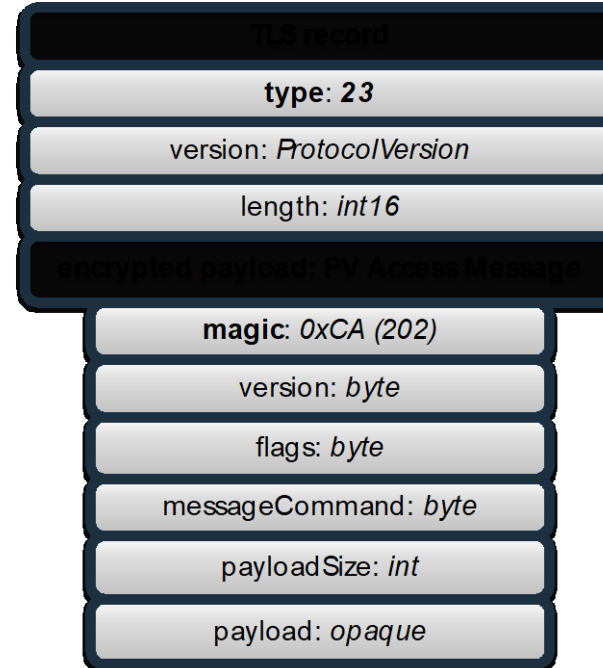 TLS record
type: 23
version: ProtocolVersion
length: int16
encrypted payload: PV Access Message
magic: 0xCA (202)
version: byte
flags: byte
messageCommand: byte
payloadSize: int
payload: opaque